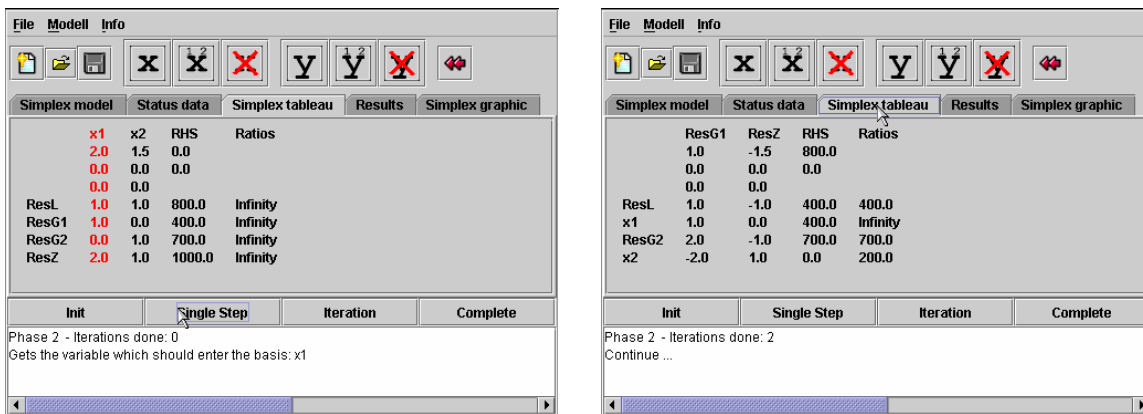 File Modell Info
x 1 2 x x y 1 2 y y
Simplex model Status data Simplex tableau Results Simplex graphic
x1 x2 RHS Ratios
2.0 1.5 0.0
0.0 0.0 0.0
0.0 0.0
ResL 1.0 1.0 800.0 Infinity
ResG1 1.0 0.0 400.0 Infinity
ResG2 0.0 1.0 700.0 Infinity
ResZ 2.0 1.0 1000.0 Infinity
Init Single Step Iteration Complete
Phase 2 - Iterations done: 0
Gets the variable which should enter the basis: x1
File Modell Info
x 1 2 x x y 1 2 y y
Simplex model Status data Simplex tableau Results Simplex graphic
ResG1 ResZ RHS Ratios
1.0 -1.5 800.0
0.0 0.0 0.0
0.0 0.0
ResL 1.0 -1.0 400.0 400.0
x1 1.0 0.0 400.0 Infinity
ResG2 2.0 -1.0 700.0 700.0
x2 -2.0 1.0 0.0 200.0
Init Single Step Iteration Complete
Phase 2 - Iterations done: 2
Continue ...